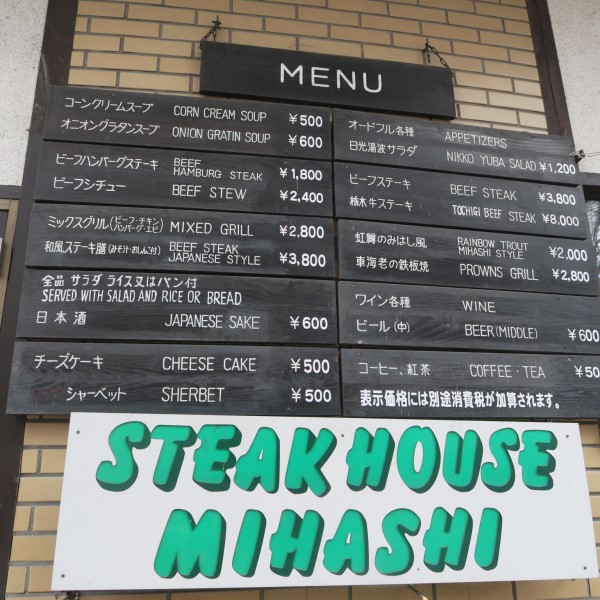 MENU
コーンクリームスープ CORN CREAM SOUP ¥500
オニオングラタンスープ ONION GRATIN SOUP ¥600
ビーフハンバーグステーキ BEEF HAMBURG STEAK ¥1,800
ビーフシチュー BEEF STEW ¥2,400
ミックスグリル(ビーフ・チキン ハンバーグ・エビ) MIXED GRILL ¥2,800
和風ステーキ膳(みそ汁・おしんこ付) BEEF STEAK JAPANESE STYLE ¥3,800
全品 サラダ ライス又はパン付
SERVED WITH SALAD AND RICE OR BREAD
日本酒 JAPANESE SAKE ¥600
チーズケーキ CHEESE CAKE ¥500
シャーベット SHERBET ¥500
オードフル各種 APPETIZERS
日光湯波サラダ NIKKO YUBA SALAD ¥1,200
ビーフステーキ BEEF STEAK ¥3,800
栃木牛ステーキ TOCHIGI BEEF STEAK ¥8,000
虹鱒のみはし風 RAINBOW TROUT MIHASHI STYLE ¥2,000
車海老の鉄板焼 PROWNS GRILL ¥2,800
ワイン各種 WINE
ビール(中) BEER(MIDDLE) ¥600
コーヒー、紅茶 COFFEE・TEA ¥50
表示価格には別途消費税が加算されます。
STEAK HOUSE
MIHASHI